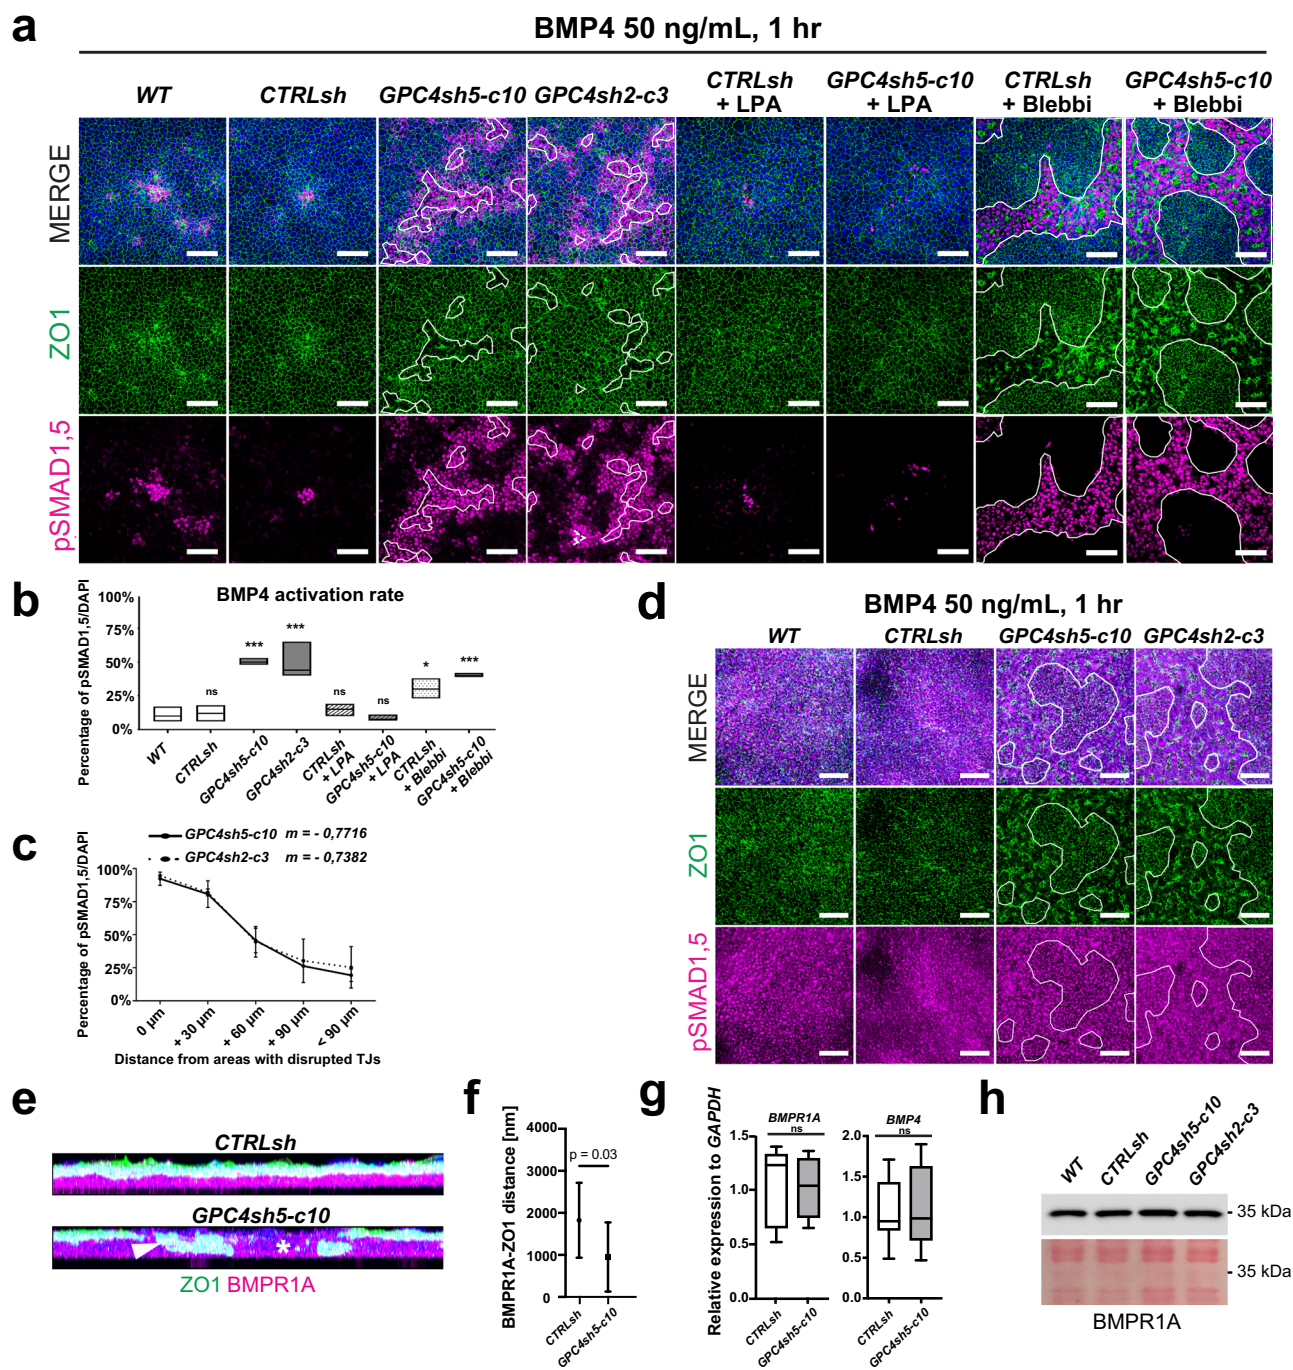 a
BMP4 50 ng/mL, 1 hr
WT
CTRLsh
GPC4sh5-c10
GPC4sh2-c3
CTRLsh
+ LPA
GPC4sh5-c10
+ LPA
CTRLsh
+ Blebbi
GPC4sh5-c10
+ Blebbi
MERGE
ZO1
pSMAD1,5
b
BMP4 activation rate
Percentage of pSMAD1,5/DAPI
100%
75%
50%
25%
0%
ns
***
***
ns
ns
*
***
WT
CTRLsh
GPC4sh5-c10
GPC4sh2-c3
CTRLsh
+ LPA
GPC4sh5-c10
+ LPA
CTRLsh
+ Blebbi
GPC4sh5-c10
+ Blebbi
c
GPC4sh5-c10 m = - 0,7716
GPC4sh2-c3 m = - 0,7382
Percentage of pSMAD1,5/DAPI
100%
75%
50%
25%
0%
0 µm
+ 30 µm
+ 60 µm
+ 90 µm
< 90 µm
Distance from areas with disrupted TJs
d
BMP4 50 ng/mL, 1 hr
WT
CTRLsh
GPC4sh5-c10
GPC4sh2-c3
MERGE
ZO1
pSMAD1,5
e
CTRLsh
GPC4sh5-c10
*
ZO1 BMPR1A
f
BMPR1A-ZO1 distance [nm]
4000
3000
2000
1000
0
p = 0.03
CTRLsh
GPC4sh5-c10
g
Relative expression to GAPDH
BMPR1A
ns
1.5
1.0
0.5
0.0
CTRLsh
GPC4sh5-c10
BMP4
ns
2.0
1.5
1.0
0.5
0.0
CTRLsh
GPC4sh5-c10
h
WT
CTRLsh
GPC4sh5-c10
GPC4sh2-c3
- 35 kDa
- 35 kDa
BMPR1A